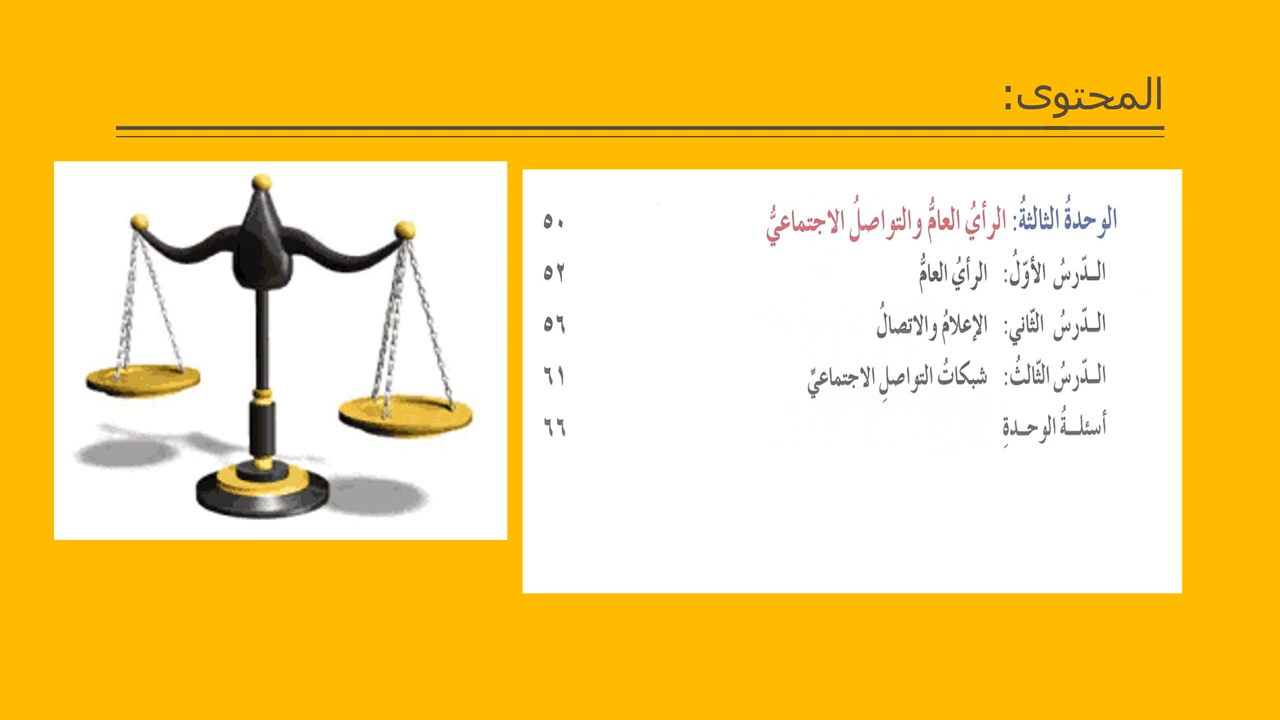 المحتوى:
الوحدةُ الثالثةُ: الرأيُ العامُّ والتواصلُ الاجتماعيُّ ٥٠
الـدّرسُ الأوّلُ: الرأيُ العامُّ ٥٢
الـدّرسُ الثّاني: الإعلامُ والاتصالُ ٥٦
الـدّرسُ الثّالثُ: شبكاتُ التواصلِ الاجتماعيِّ ٦١
أسئلـةُ الوحـدةِ ٦٦